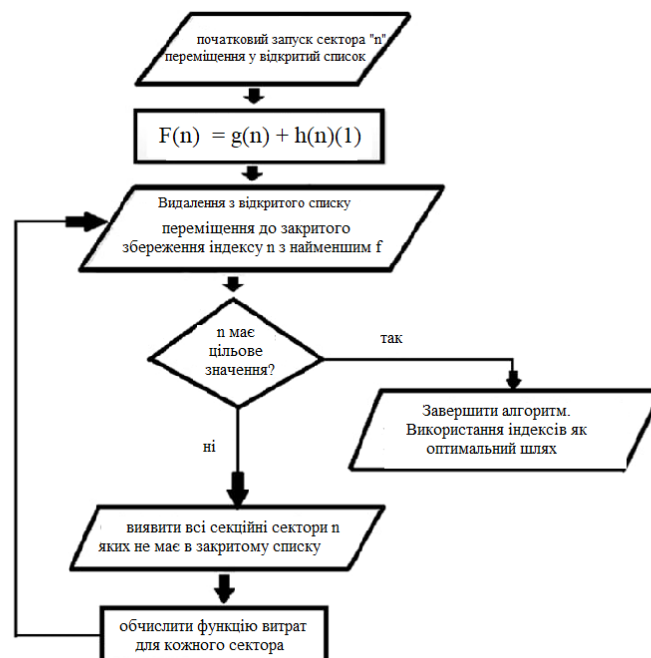 початковий запуск сектора "n"
переміщення у відкритий список
F(n) = g(n) + h(n)(1)
Видалення з відкритого списку
переміщення до закритого
збереження індексу n з найменшим f
n має
цільове
значення?
так
Завершити алгоритм.
Використання індексів як
оптимальний шлях
ні
виявити всі секційні сектори n
яких не має в закритому списку
обчислити функцію витрат
для кожного сектора